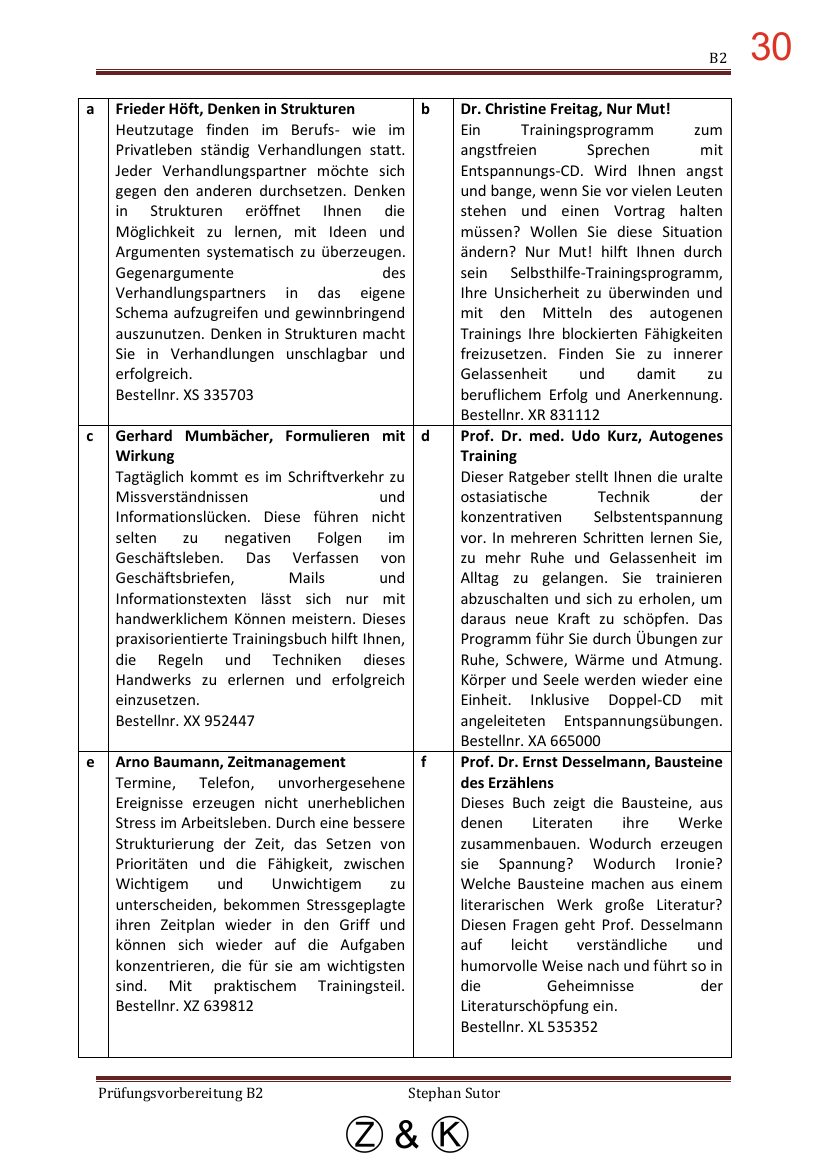 B2
30
a
Frieder Höft, Denken in Strukturen
Heutzutage finden im Berufs- wie im
Privatleben ständig Verhandlungen statt.
Jeder Verhandlungspartner möchte sich
gegen den anderen durchsetzen. Denken
in Strukturen eröffnet Ihnen die
Möglichkeit zu lernen, mit Ideen und
Argumenten systematisch zu überzeugen.
Gegenargumente des
Verhandlungspartners in das eigene
Schema aufzugreifen und gewinnbringend
auszunutzen. Denken in Strukturen macht
Sie in Verhandlungen unschlagbar und
erfolgreich.
Bestellnr. XS 335703
b
Dr. Christine Freitag, Nur Mut!
Ein Trainingsprogramm zum
angstfreien Sprechen mit
Entspannungs-CD. Wird Ihnen angst
und bange, wenn Sie vor vielen Leuten
stehen und einen Vortrag halten
müssen? Wollen Sie diese Situation
ändern? Nur Mut! hilft Ihnen durch
sein Selbsthilfe-Trainingsprogramm,
Ihre Unsicherheit zu überwinden und
mit den Mitteln des autogenen
Trainings Ihre blockierten Fähigkeiten
freizusetzen. Finden Sie zu innerer
Gelassenheit und damit zu
beruflichem Erfolg und Anerkennung.
Bestellnr. XR 831112
c
Gerhard Mumbächer, Formulieren mit
Wirkung
Tagtäglich kommt es im Schriftverkehr zu
Missverständnissen und
Informationslücken. Diese führen nicht
selten zu negativen Folgen im
Geschäftsleben. Das Verfassen von
Geschäftsbriefen, Mails und
Informationstexten lässt sich nur mit
handwerklichem Können meistern. Dieses
praxisorientierte Trainingsbuch hilft Ihnen,
die Regeln und Techniken dieses
Handwerks zu erlernen und erfolgreich
einzusetzen.
Bestellnr. XX 952447
d
Prof. Dr. med. Udo Kurz, Autogenes
Training
Dieser Ratgeber stellt Ihnen die uralte
ostasiatische Technik der
konzentrativen Selbstentspannung
vor. In mehreren Schritten lernen Sie,
zu mehr Ruhe und Gelassenheit im
Alltag zu gelangen. Sie trainieren
abzuschalten und sich zu erholen, um
daraus neue Kraft zu schöpfen. Das
Programm führ Sie durch Übungen zur
Ruhe, Schwere, Wärme und Atmung.
Körper und Seele werden wieder eine
Einheit. Inklusive Doppel-CD mit
angeleiteten Entspannungsübungen.
Bestellnr. XA 665000
e
Arno Baumann, Zeitmanagement
Termine, Telefon, unvorhergesehene
Ereignisse erzeugen nicht unerheblichen
Stress im Arbeitsleben. Durch eine bessere
Strukturierung der Zeit, das Setzen von
Prioritäten und die Fähigkeit, zwischen
Wichtigem und Unwichtigem zu
unterscheiden, bekommen Stressgeplagte
ihren Zeitplan wieder in den Griff und
können sich wieder auf die Aufgaben
konzentrieren, die für sie am wichtigsten
sind. Mit praktischem Trainingsteil.
Bestellnr. XZ 639812
f
Prof. Dr. Ernst Desselmann, Bausteine
des Erzählens
Dieses Buch zeigt die Bausteine, aus
denen Literaten ihre Werke
zusammenbauen. Wodurch erzeugen
sie Spannung? Wodurch Ironie?
Welche Bausteine machen aus einem
literarischen Werk große Literatur?
Diesen Fragen geht Prof. Desselmann
auf leicht verständliche und
humorvolle Weise nach und führt so in
die Geheimnisse der
Literaturschöpfung ein.
Bestellnr. XL 535352
Prüfungsvorbereitung B2 Stephan Sutor
Z & K